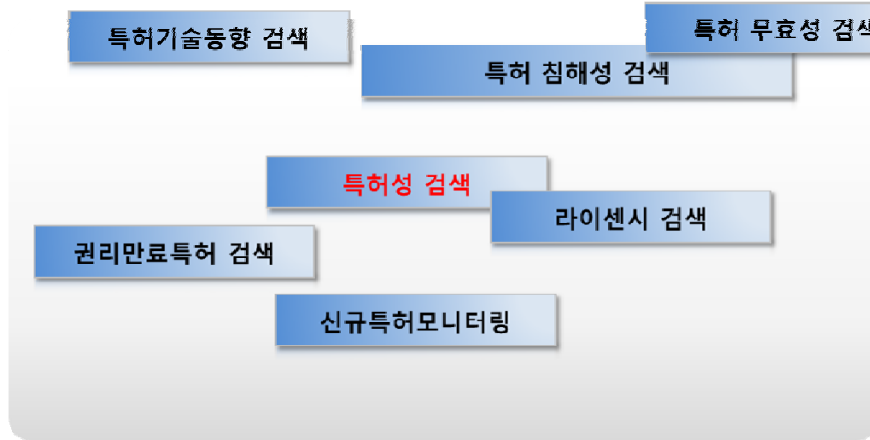 특허기술동향 검색
특허 무효성 검색
특허 침해성 검색
특허성 검색
라이센시 검색
권리만료특허 검색
신규특허모니터링